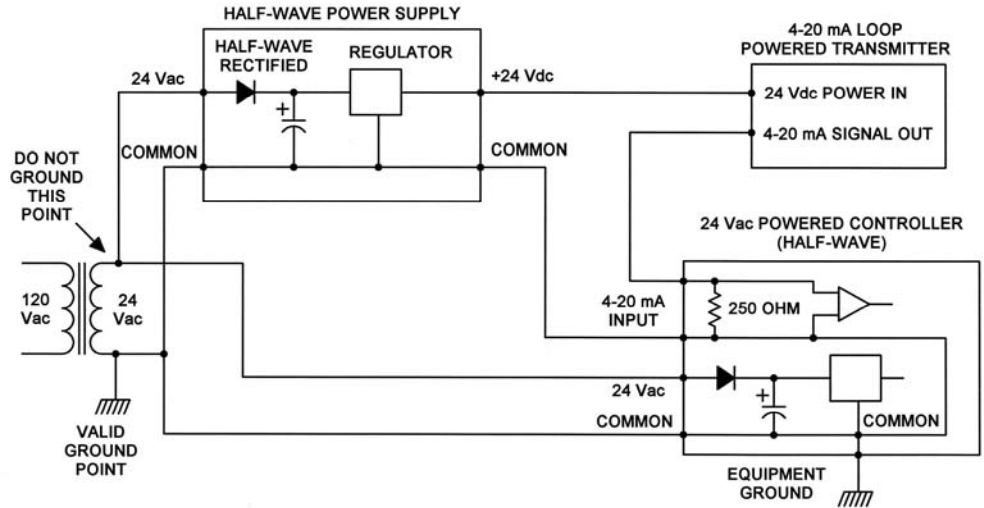 HALF-WAVE POWER SUPPLY
HALF-WAVE
RECTIFIED
REGULATOR
4-20 mA LOOP
POWERED TRANSMITTER
24 Vac
+24 Vdc
24 Vdc POWER IN
+
4-20 mA SIGNAL OUT
COMMON
COMMON
DO NOT
GROUND
THIS
POINT
24 Vac POWERED CONTROLLER
(HALF-WAVE)
120
Vac
24
Vac
4-20 mA
INPUT
250 OHM
24 Vac
+
COMMON
COMMON
VALID
GROUND
POINT
EQUIPMENT
GROUND